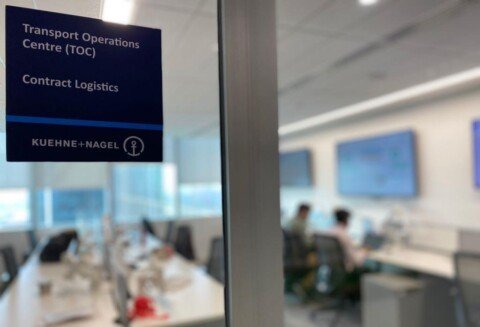 Transport Operations
Centre (TOC)
Contract Logistics
KUEHNE+NAGEL